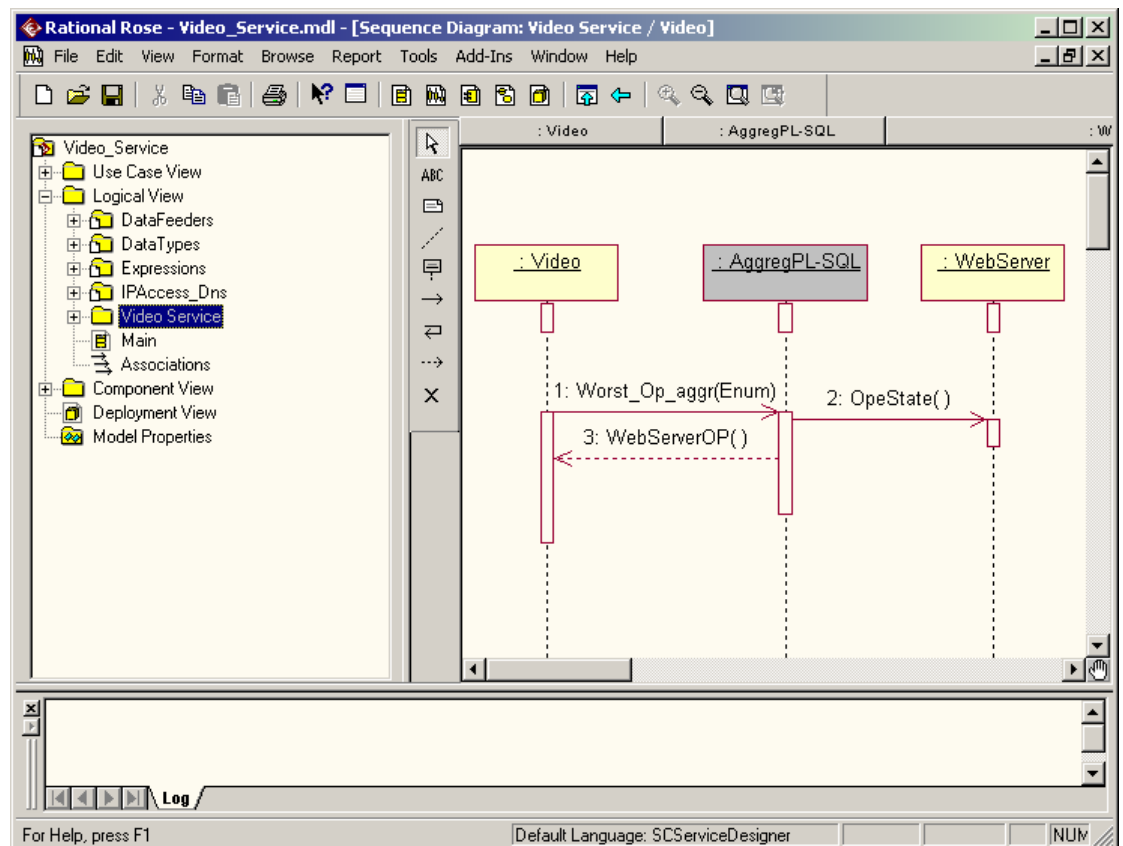 Rational Rose - Video_Service.mdl - [Sequence Diagram: Video Service / Video]
File Edit View Format Browse Report Tools Add-Ins Window Help
: Video : AggregPL-SQL : W
Video_Service
Use Case View
Logical View
DataFeeders
DataTypes
Expressions
IPAccess_Dns
Video Service
Main
Associations
Component View
Deployment View
Model Properties
ABC
: Video : AggregPL-SQL : WebServer
1: Worst_Op_aggr(Enum)
2: OpeState( )
3: WebServerOP( )
Log
For Help, press F1 Default Language: SCServiceDesigner NUM